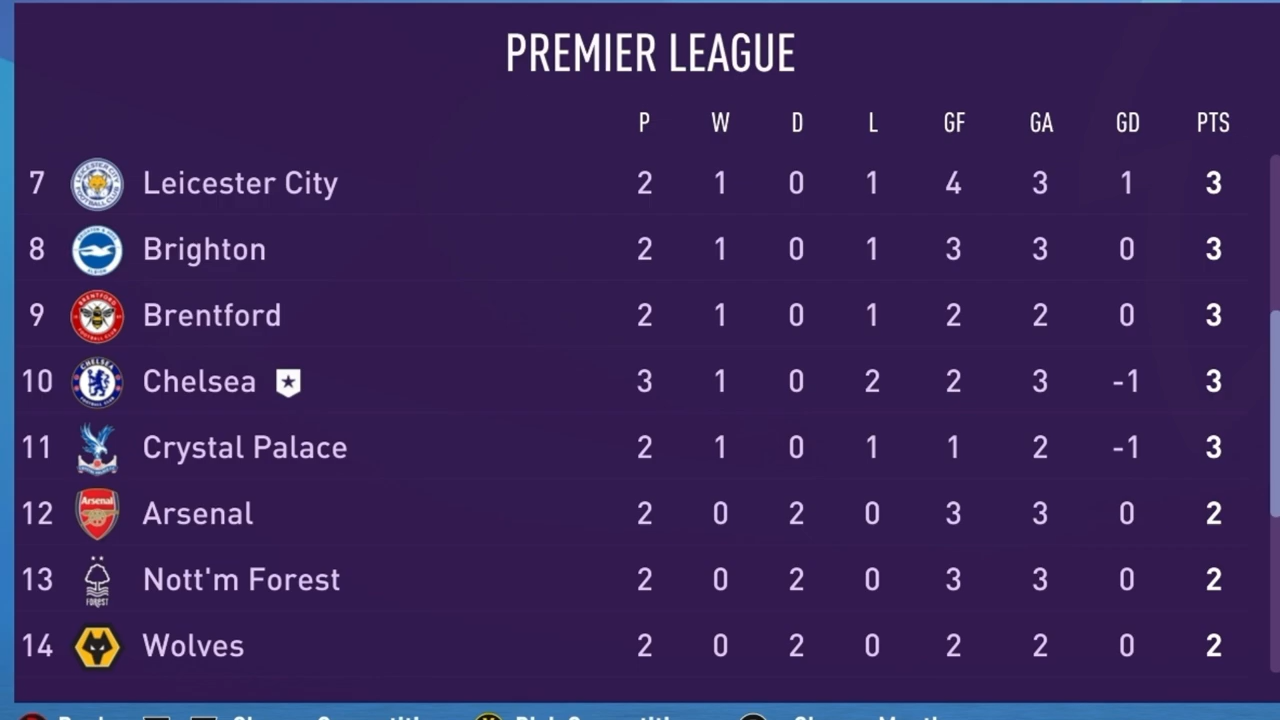 PREMIER LEAGUE
P W D L GF GA GD PTS
7 Leicester City 2 1 0 1 4 3 1 3
8 Brighton 2 1 0 1 3 3 0 3
9 Brentford 2 1 0 1 2 2 0 3
10 Chelsea 3 1 0 2 2 3 -1 3
11 Crystal Palace 2 1 0 1 1 2 -1 3
12 Arsenal 2 0 2 0 3 3 0 2
13 Nott'm Forest 2 0 2 0 3 3 0 2
14 Wolves 2 0 2 0 2 2 0 2